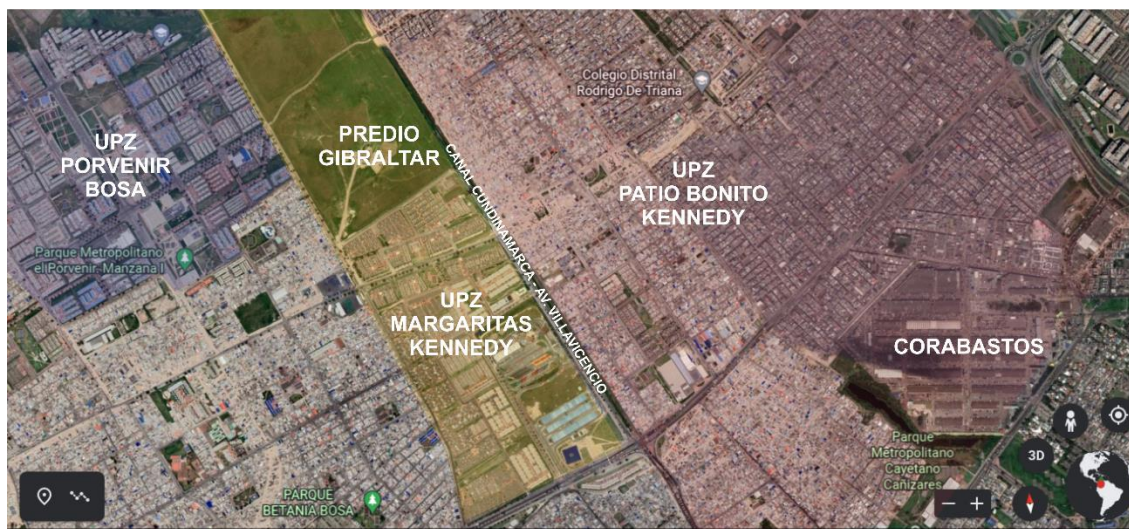 Colegio Distrital
Rodrigo De Triana
UPZ
PORVENIR
BOSA
PREDIO
GIBRALTAR
CANAL CUNDINAMARCA - AV. VILLAVICENCIO
UPZ
PATIO BONITO
KENNEDY
Parque Metropolitano
el Porvenir- Manzana I
UPZ
MARGARITAS
KENNEDY
CORABASTOS
Parque
Metropolitano
Cayetano
Cañizares
PARQUE
BETANIA BOSA
3D